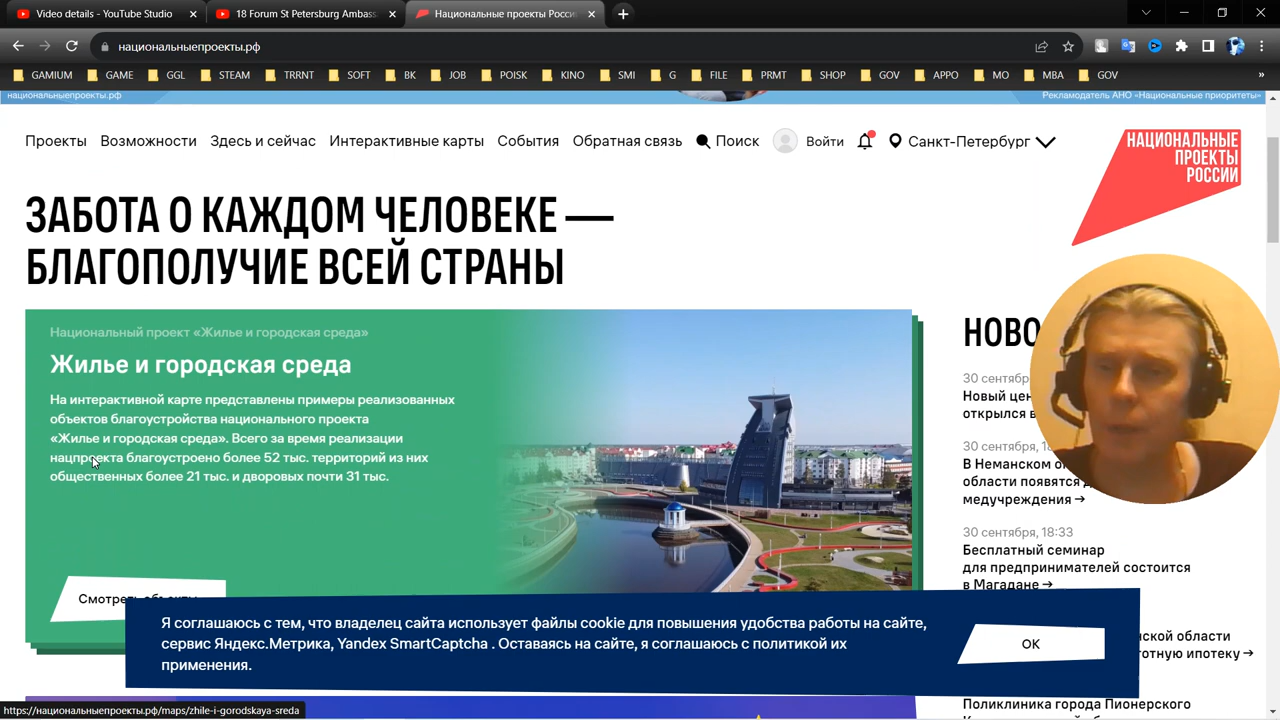 Video details - YouTube Studio
18 Forum St Petersburg Ambass
Национальные проекты Росси
национальныепроекты.рф
GAMIUM GAME GGL STEAM TRRNT SOFT BK JOB POISK KINO SMI G FILE PRMT SHOP GOV APPO MO MBA GOV »
национальныепроекты.рф
Рекламодатель АНО «Национальные приоритеты»
Проекты Возможности Здесь и сейчас Интерактивные карты События Обратная связь Поиск Войти Санкт-Петербург
НАЦИОНАЛЬНЫЕ
ПРОЕКТЫ
РОССИИ
ЗАБОТА О КАЖДОМ ЧЕЛОВЕКЕ —
БЛАГОПОЛУЧИЕ ВСЕЙ СТРАНЫ
Национальный проект «Жилье и городская среда»
Жилье и городская среда
На интерактивной карте представлены примеры реализованных
объектов благоустройства национального проекта
«Жилье и городская среда». Всего за время реализации
нацпроекта благоустроено более 52 тыс. территорий из них
общественных более 21 тыс. и дворовых почти 31 тыс.
Смотреть объекты
НОВО
30 сентября
Новый цен
открылся в
30 сентября, 18
В Неманском о
области появятся д
медучреждения →
30 сентября, 18:33
Бесплатный семинар
для предпринимателей состоится
в Магадане →
нской области
готную ипотеку →
Поликлиника города Пионерского
Я соглашаюсь с тем, что владелец сайта использует файлы cookie для повышения удобства работы на сайте,
сервис Яндекс.Метрика, Yandex SmartCaptcha . Оставаясь на сайте, я соглашаюсь с политикой их
применения.
OK
https://национальныепроекты.рф/maps/zhile-i-gorodskaya-sreda